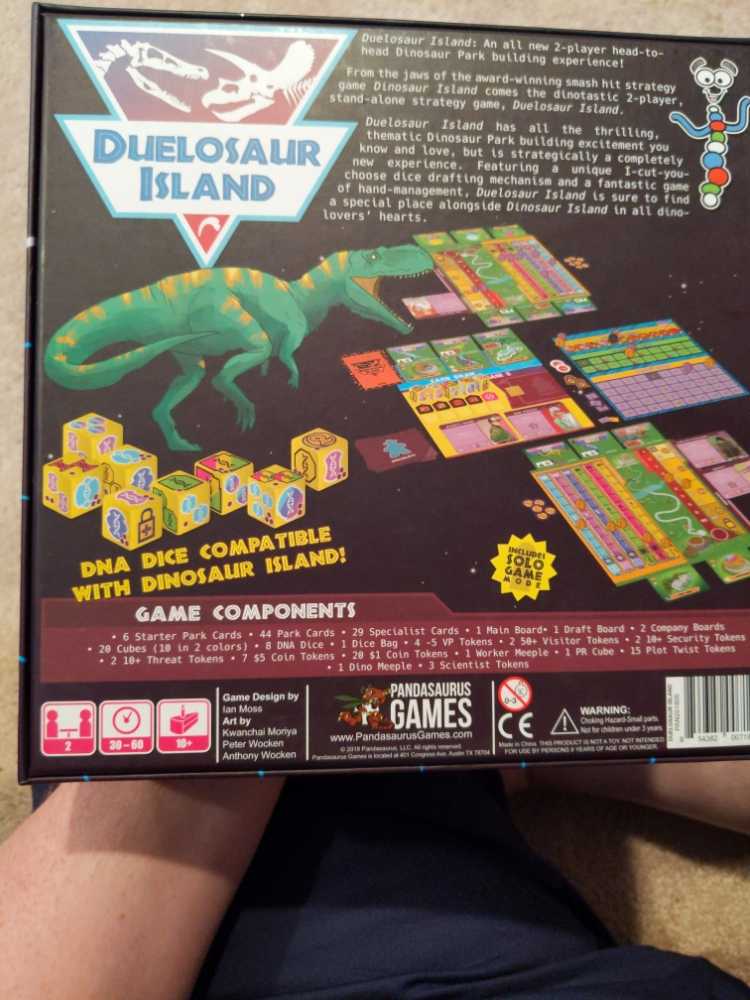 Duelosaur Island: An all new 2-player head-to-
head Dinosaur Park building experience!
From the jaws of the award-winning smash hit strategy
game Dinosaur Island comes the dinotastic 2-player,
stand-alone strategy game, Duelosaur Island.
Duelosaur Island has all the thrilling,
thematic Dinosaur Park building excitement you
know and love, but is strategically a completely
new experience. Featuring a unique I-cut-you-
choose dice drafting mechanism and a fantastic game
of hand-management, Duelosaur Island is sure to find
a special place alongside Dinosaur Island in all dino-
lovers' hearts.
DUELOSAUR
ISLAND
DNA DICE COMPATIBLE
WITH DINOSAUR ISLAND!
INCLUDES
SOLO
GAME
MODE
GAME COMPONENTS
• 6 Starter Park Cards • 44 Park Cards • 29 Specialist Cards • 1 Main Board • 1 Draft Board • 2 Company Boards
• 20 Cubes (10 in 2 colors) • 8 DNA Dice • 1 Dice Bag • 4 -5 VP Tokens • 2 50+ Visitor Tokens • 2 10+ Security Tokens
• 2 10+ Threat Tokens • 7 $5 Coin Tokens • 20 $1 Coin Tokens • 1 Worker Meeple • 1 PR Cube • 15 Plot Twist Tokens
• 1 Dino Meeple • 3 Scientist Tokens
2
30-60
10+
Game Design by
Ian Moss
Art by
Kwanchai Moriya
Peter Wocken
Anthony Wocken
PANDASAURUS
GAMES
www.PandasaurusGames.com
© 2018 Pandasaurus, LLC. All rights reserved.
Pandasaurus Games is located at 401 Congress Ave. Austin TX 78704
0-3
CE
WARNING:
Choking Hazard-Small parts.
Not for children under 3 years.
Made in China. THIS PRODUCT IS NOT A TOY. NOT INTENDED
FOR USE BY PERSONS 9 YEARS OF AGE OR YOUNGER.
DUELOSAUR ISLAND